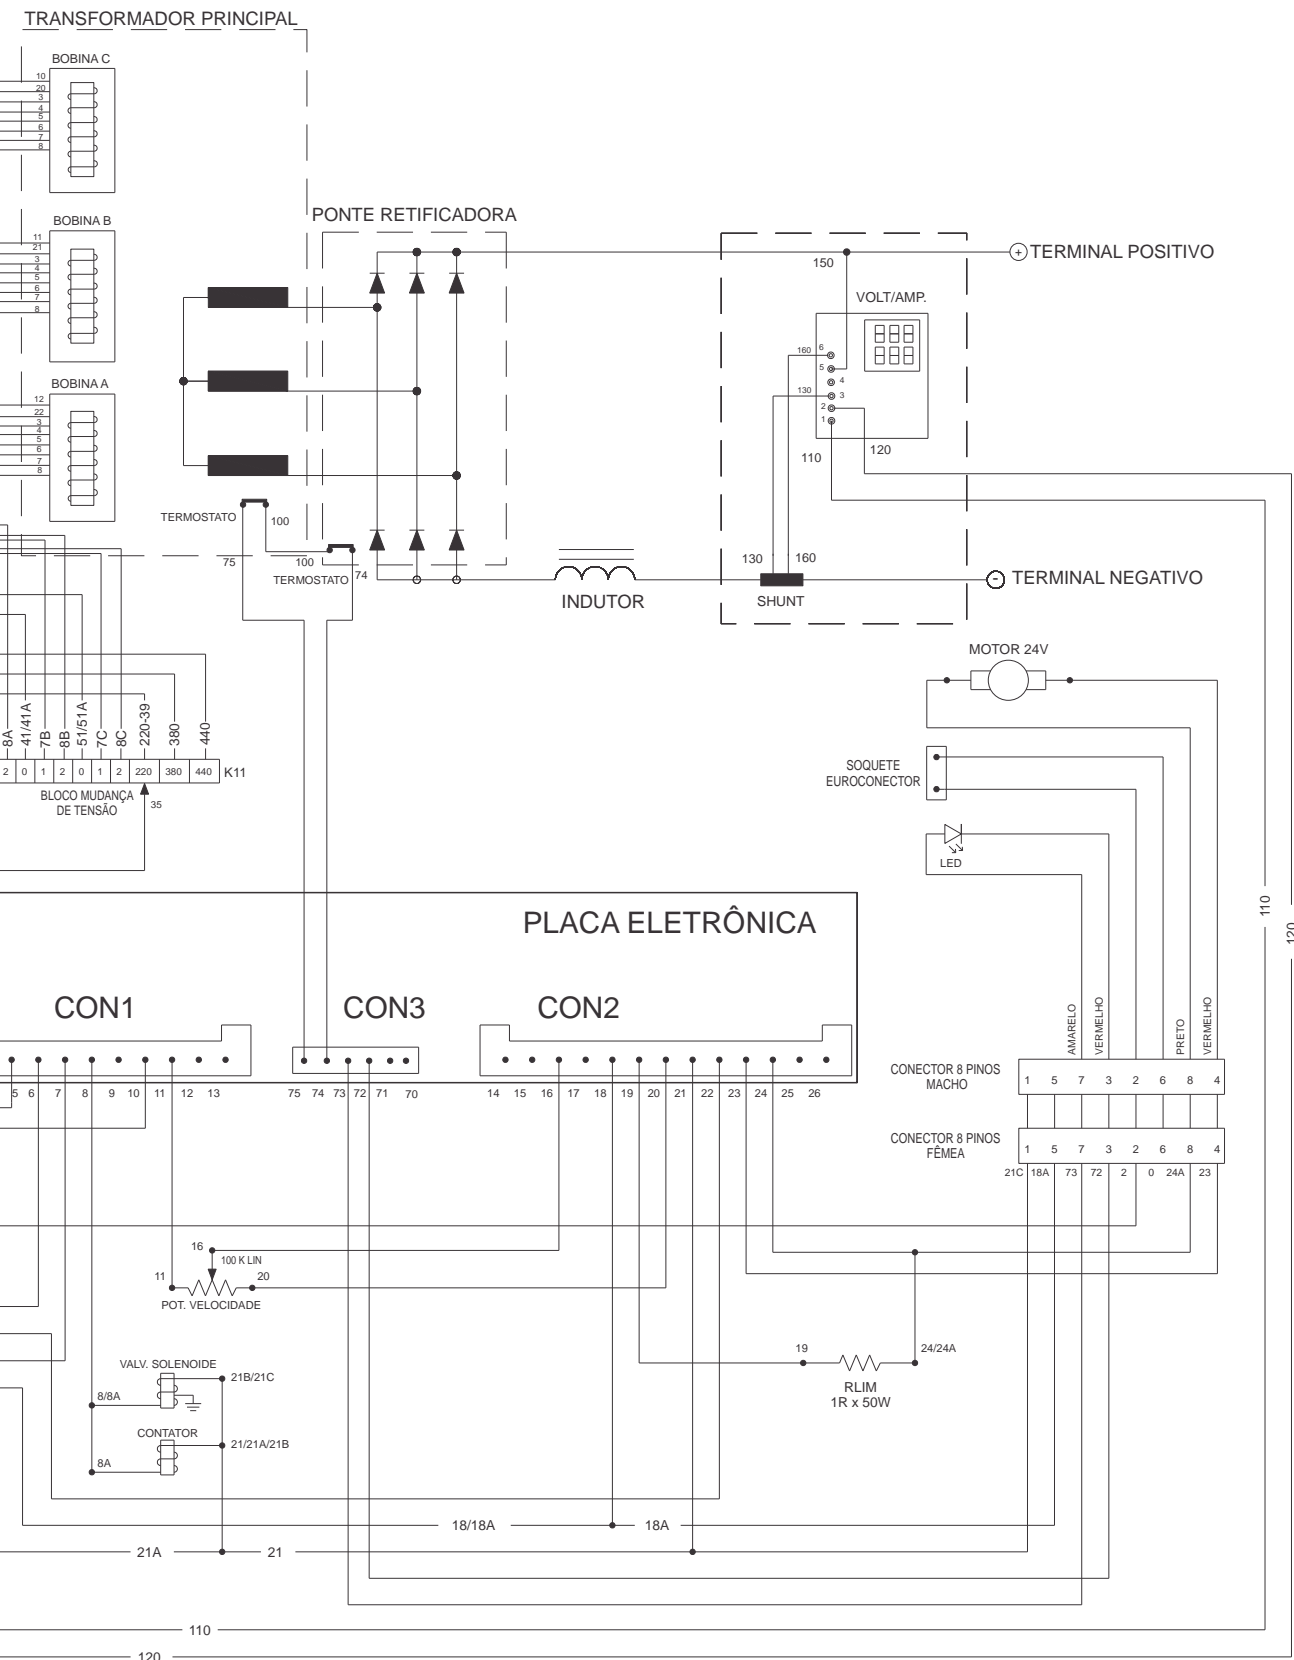 TRANSFORMADOR PRINCIPAL
BOBINA C
10
20
3
4
5
6
7
8
BOBINA B
11
21
3
4
5
6
7
8
BOBINA A
12
22
3
4
5
6
7
8
PONTE RETIFICADORA
TERMOSTATO
100
75
100
TERMOSTATO
74
INDUTOR
150
+ TERMINAL POSITIVO
VOLT/AMP.
160
6
5
4
130
3
2
1
110
120
130
160
SHUNT
- TERMINAL NEGATIVO
MOTOR 24V
SOQUETE
EUROCONECTOR
LED
8A
41/41A
7B
8B
51/51A
7C
8C
220-39
380
440
2 0 1 2 0 1 2 220 380 440 K11
BLOCO MUDANÇA
DE TENSÃO
35
110
120
PLACA ELETRÔNICA
CON1
CON3
CON2
AMARELO
VERMELHO
PRETO
VERMELHO
CONECTOR 8 PINOS
MACHO
1 5 7 3 2 6 8 4
5 6 7 8 9 10 11 12 13
75 74 73 72 71 70
14 15 16 17 18 19 20 21 22 23 24 25 26
CONECTOR 8 PINOS
FÊMEA
1 5 7 3 2 6 8 4
21C 18A 73 72 2 0 24A 23
16
100 K LIN
11
20
POT. VELOCIDADE
VALV. SOLENOIDE
21B/21C
8/8A
CONTATOR
21/21A/21B
8A
19
24/24A
RLIM
1R x 50W
18/18A
18A
21A
21
110
120